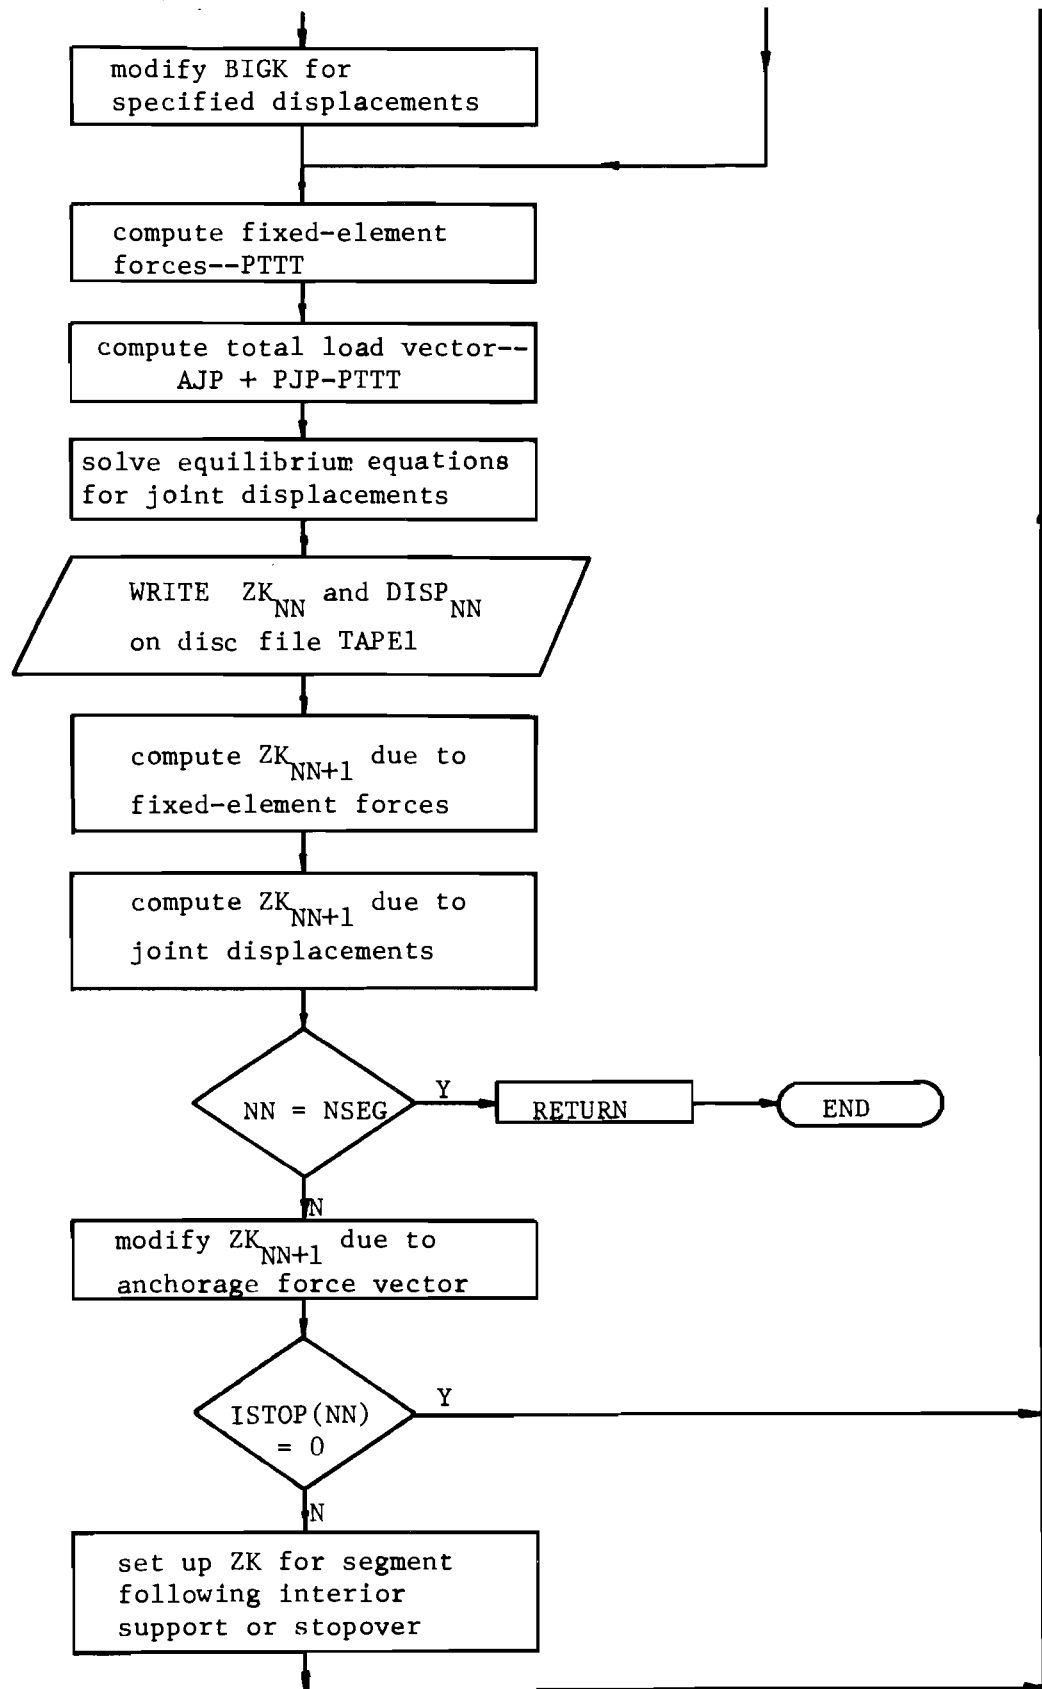 modify BIGK for
specified displacements
compute fixed-element
forces--PTTT
compute total load vector--
AJP + PJP-PTTT
solve equilibrium equations
for joint displacements
WRITE ZK_NN and DISP_NN
on disc file TAPE1
compute ZK_NN+1 due to
fixed-element forces
compute ZK_NN+1 due to
joint displacements
NN = NSEG
Y
RETURN
END
N
modify ZK_NN+1 due to
anchorage force vector
ISTOP(NN)
= 0
Y
N
set up ZK for segment
following interior
support or stopover